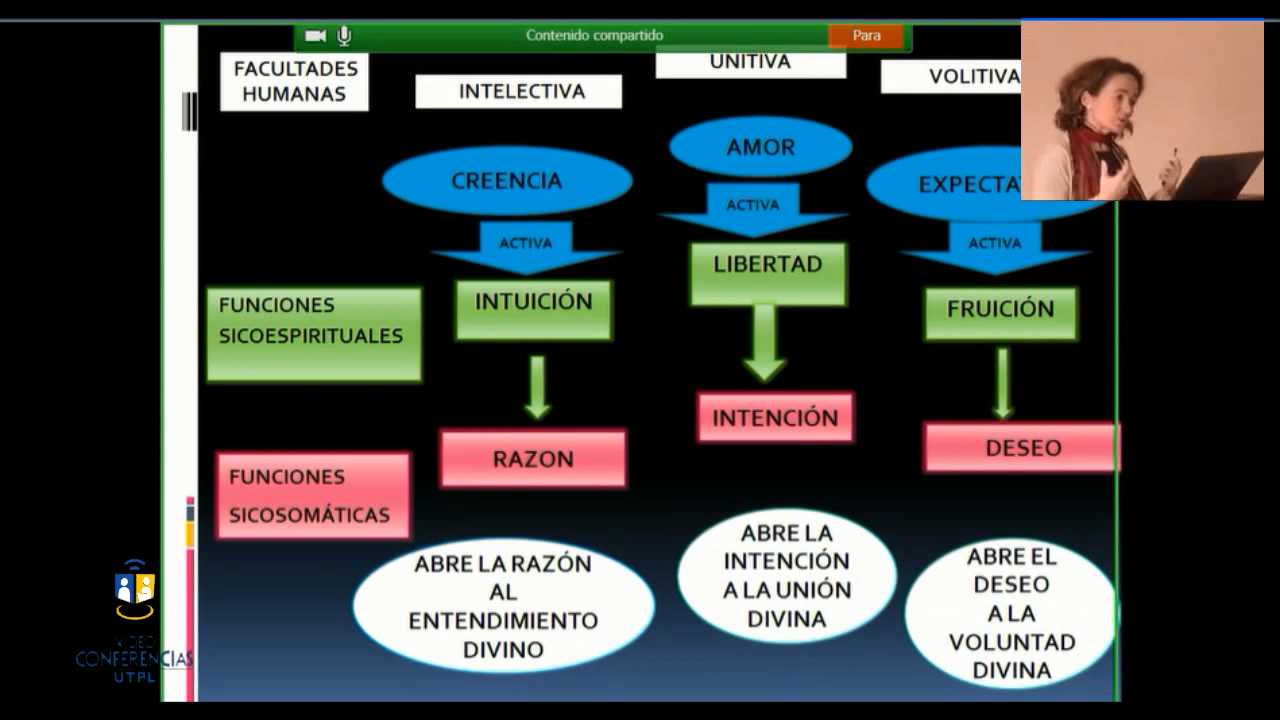 Contenido compartido
Para
FACULTADES
HUMANAS
INTELECTIVA
UNITIVA
VOLITIVA
CREENCIA
AMOR
ACTIVA
ACTIVA
ACTIVA
FUNCIONES
SICOESPIRITUALES
INTUICIÓN
LIBERTAD
FRUICIÓN
RAZON
INTENCIÓN
DESEO
FUNCIONES
SICOSOMÁTICAS
ABRE LA RAZÓN
AL
ENTENDIMIENTO
DIVINO
ABRE LA
INTENCIÓN
A LA UNIÓN
DIVINA
ABRE EL
DESEO
A LA
VOLUNTAD
DIVINA
VIDEO
CONFERENCIAS
UTPL